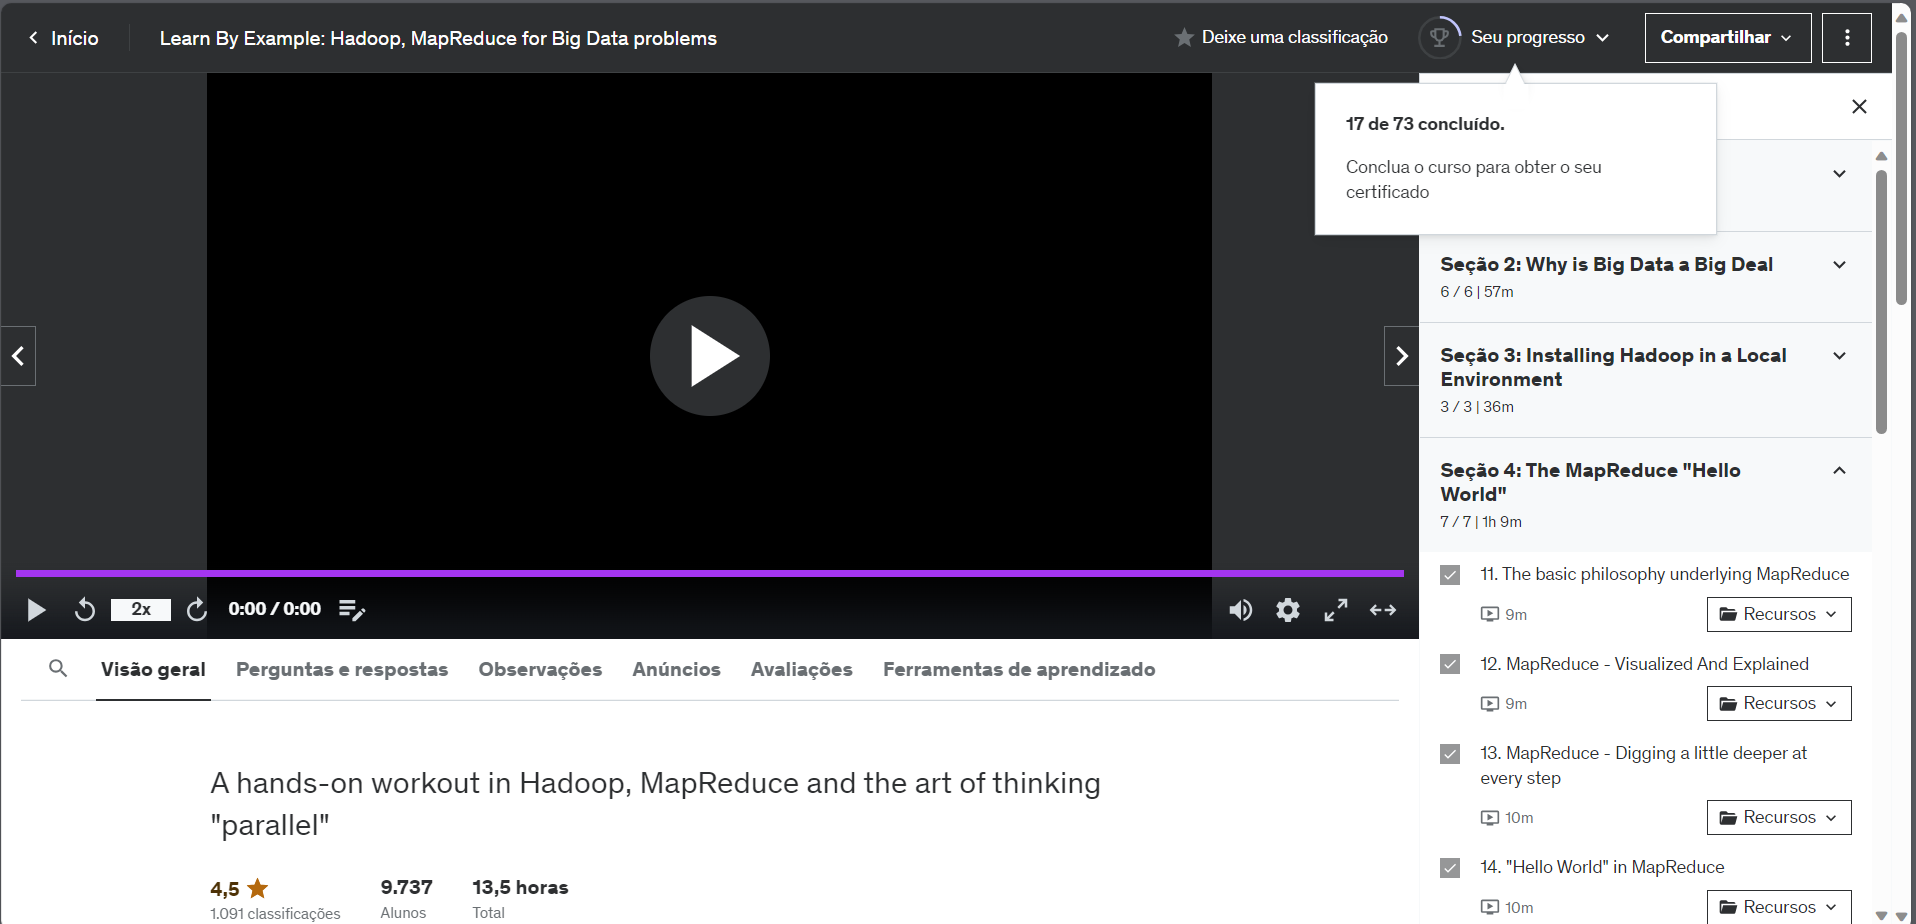 Início
Learn By Example: Hadoop, MapReduce for Big Data problems
Deixe uma classificação
Seu progresso
Compartilhar
17 de 73 concluído.
Conclua o curso para obter o seu
certificado
Seção 2: Why is Big Data a Big Deal
6 / 6 | 57m
Seção 3: Installing Hadoop in a Local
Environment
3 / 3 | 36m
Seção 4: The MapReduce "Hello
World"
7 / 7 | 1h 9m
11. The basic philosophy underlying MapReduce
9m
Recursos
12. MapReduce - Visualized And Explained
9m
Recursos
13. MapReduce - Digging a little deeper at
every step
10m
Recursos
14. "Hello World" in MapReduce
10m
Recursos
2x
0:00 / 0:00
Visão geral
Perguntas e respostas
Observações
Anúncios
Avaliações
Ferramentas de aprendizado
A hands-on workout in Hadoop, MapReduce and the art of thinking
"parallel"
4,5
1.091 classificações
9.737
Alunos
13,5 horas
Total